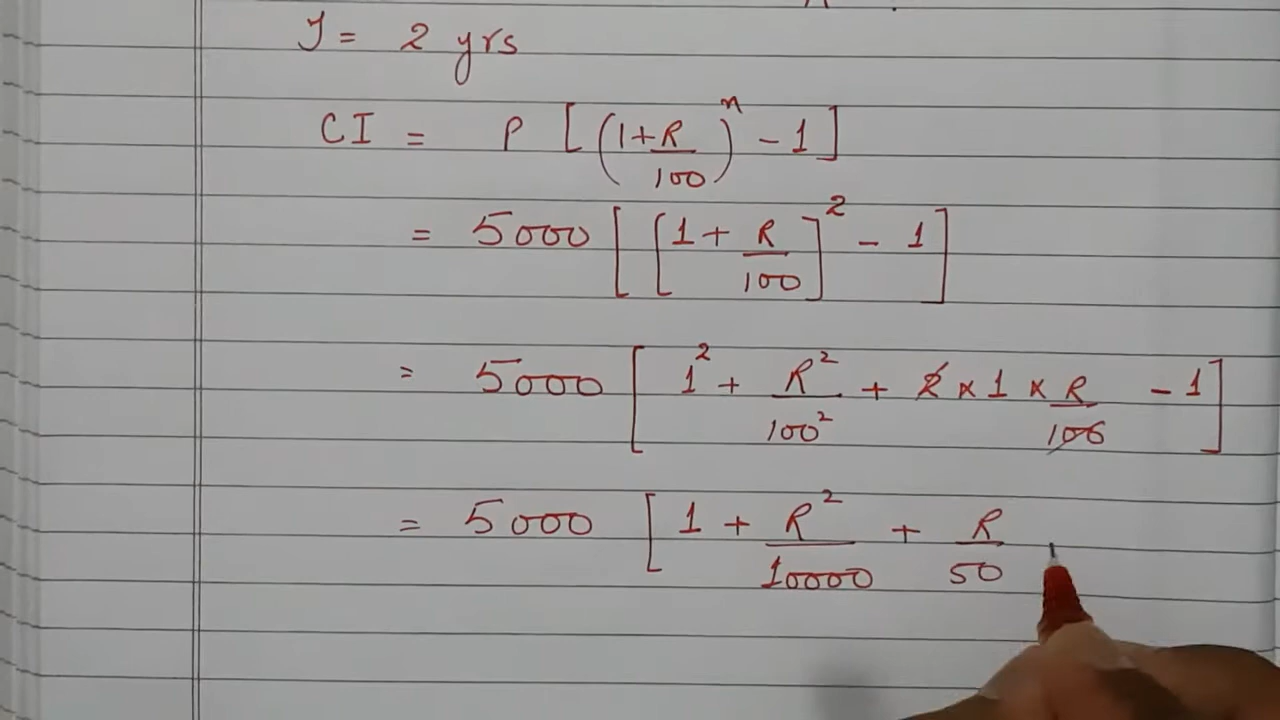 T = 2 yrs
CI = P [(1+R/100)^n - 1]
= 5000 [[1 + R/100]^2 - 1]
= 5000 [1^2 + R^2/100^2 + 2 × 1 × R/100 - 1]
= 5000 [1 + R^2/10000 + R/50